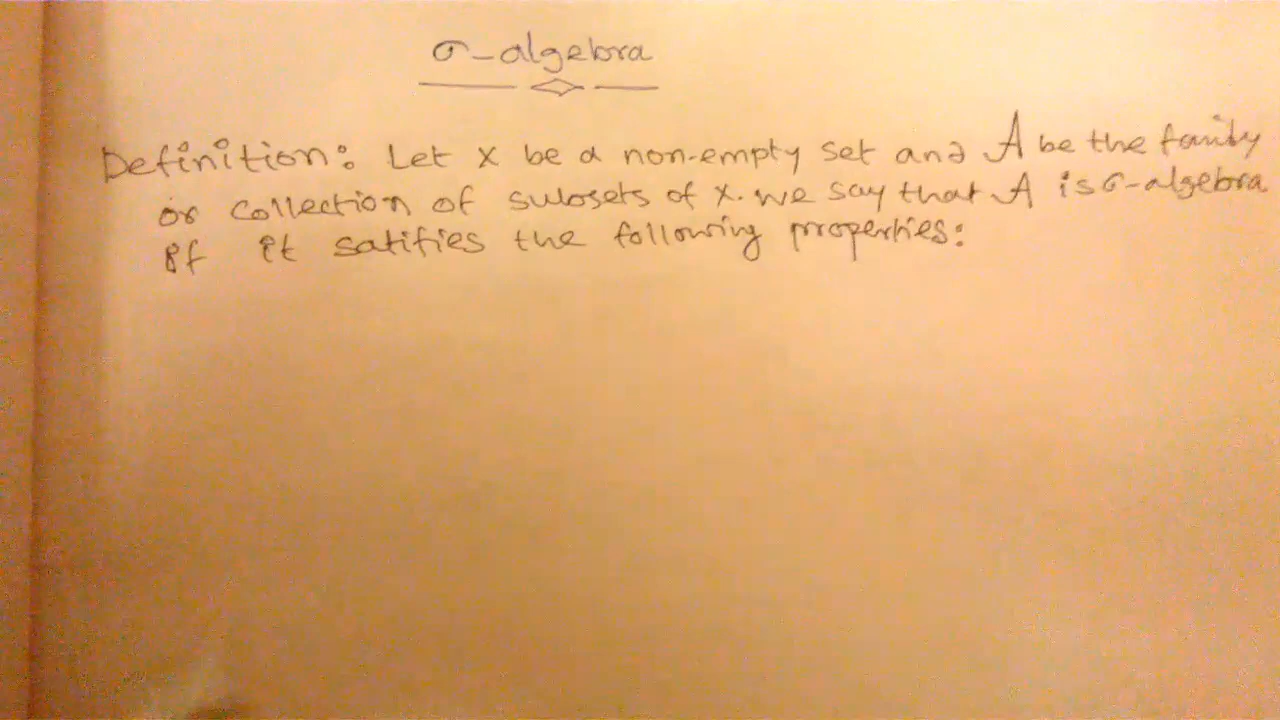 σ-algebra
Definition: Let X be a non-empty set and A be the family
or collection of subsets of X. we say that A is σ-algebra
if it satifies the following properties: